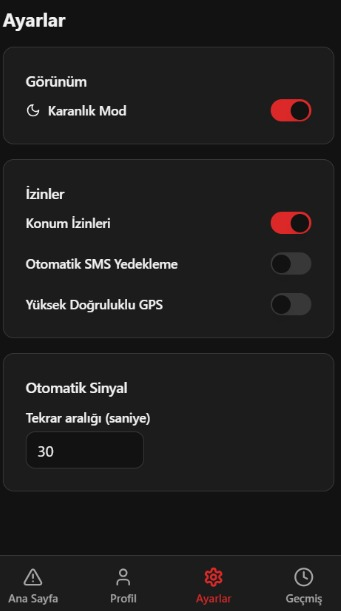 Ayarlar
Görünüm
Karanlık Mod
İzinler
Konum İzinleri
Otomatik SMS Yedekleme
Yüksek Doğruluklu GPS
Otomatik Sinyal
Tekrar aralığı (saniye)
30
Ana Sayfa
Profil
Ayarlar
Geçmiş